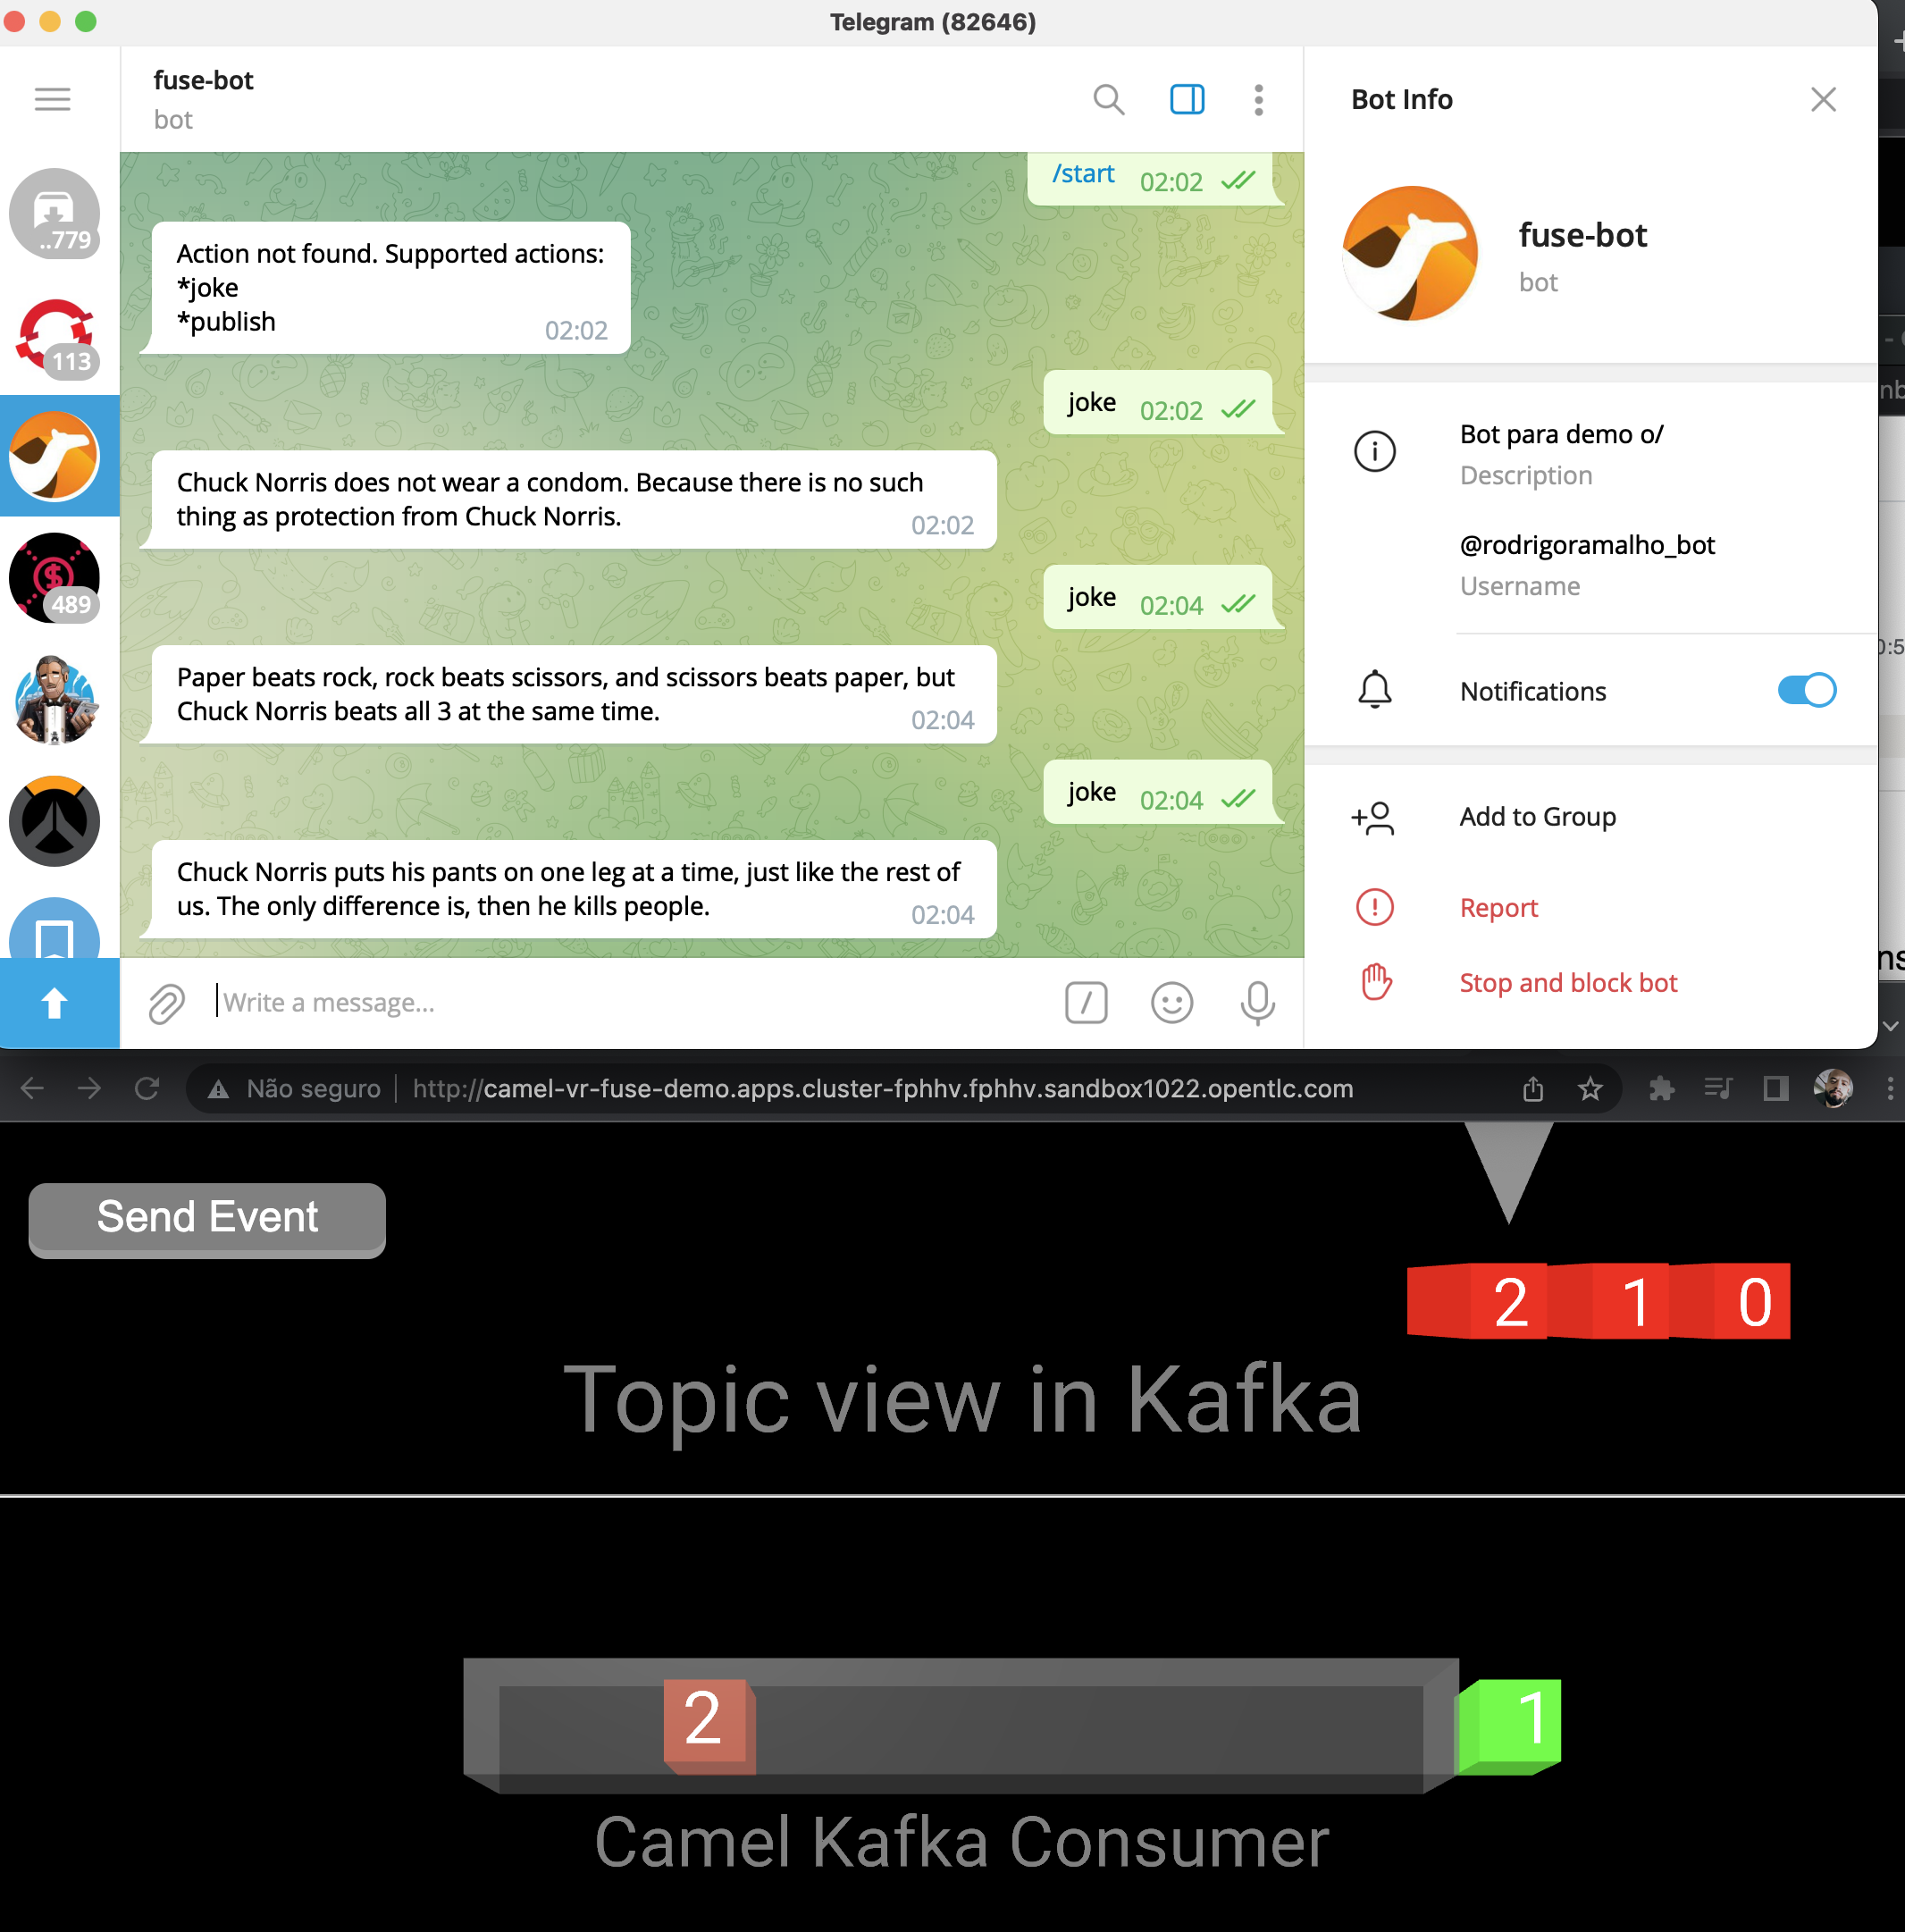 Telegram (82646)
fuse-bot
bot
..779
113
489
/start 02:02
Action not found. Supported actions:
*joke
*publish 02:02
joke 02:02
Chuck Norris does not wear a condom. Because there is no such
thing as protection from Chuck Norris. 02:02
joke 02:04
Paper beats rock, rock beats scissors, and scissors beats paper, but
Chuck Norris beats all 3 at the same time. 02:04
joke 02:04
Chuck Norris puts his pants on one leg at a time, just like the rest of
us. The only difference is, then he kills people. 02:04
Write a message...
Bot Info
fuse-bot
bot
Bot para demo o/
Description
@rodrigoramalho_bot
Username
Notifications
Add to Group
Report
Stop and block bot
Não seguro http://camel-vr-fuse-demo.apps.cluster-fphhv.fphhv.sandbox1022.opentlc.com
Send Event
2 1 0
Topic view in Kafka
2 1
Camel Kafka Consumer